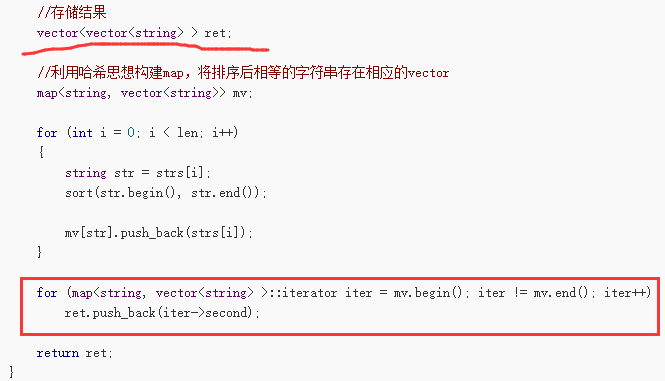 //存储结果
vector<vector<string> > ret;
//利用哈希思想构建map，将排序后相等的字符串存在相应的vector
map<string, vector<string>> mv;
for (int i = 0; i < len; i++)
{
string str = strs[i];
sort(str.begin(), str.end());
mv[str].push_back(strs[i]);
}
for (map<string, vector<string> >::iterator iter = mv.begin(); iter != mv.end(); iter++)
ret.push_back(iter->second);
return ret;
}